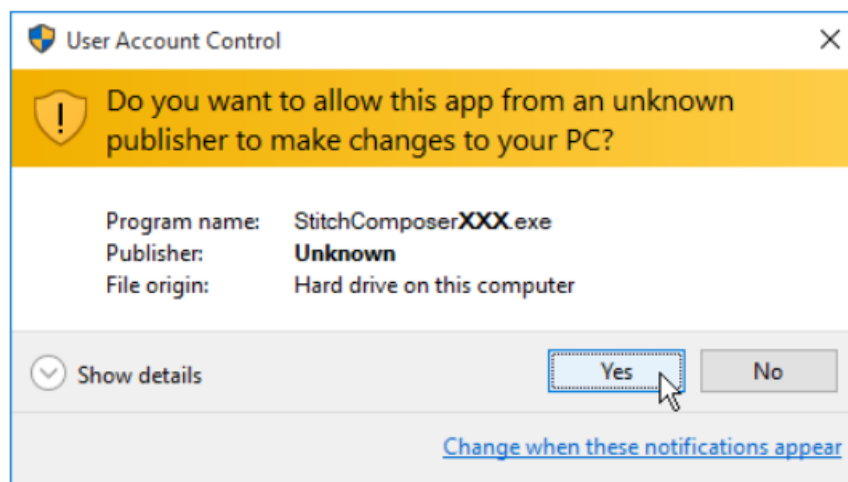 User Account Control
Do you want to allow this app from an unknown
publisher to make changes to your PC?
Program name: StitchComposerXXX.exe
Publisher: Unknown
File origin: Hard drive on this computer
Show details
Yes No
Change when these notifications appear